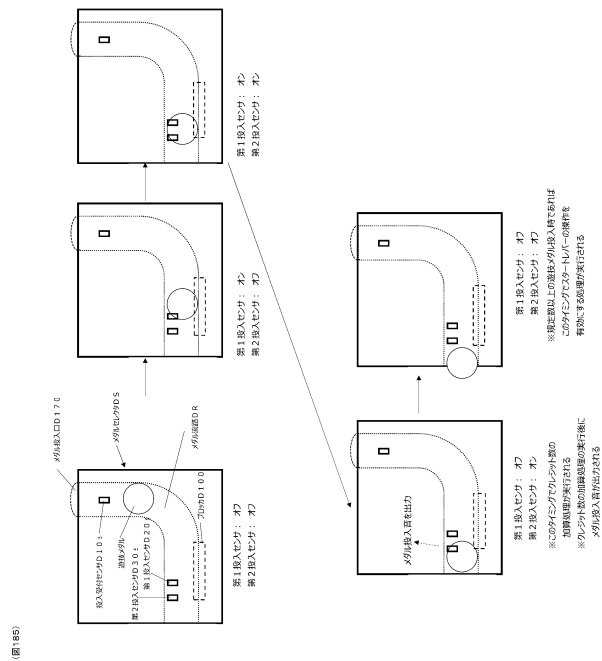 (図185)
メダル投入口D170
メダルセレクタDS
メダル流路DR
投入受付センサD10s
遊技メダル
第2投入センサD30s
第1投入センサD20s
ブロッカD100
第1投入センサ： オフ
第2投入センサ： オフ
第1投入センサ： オン
第2投入センサ： オフ
第1投入センサ： オン
第2投入センサ： オン
メダル投入音を出力
第1投入センサ： オフ
第2投入センサ： オン
※このタイミングでクレジット数の
加算処理が実行される
※クレジット数の加算処理の実行後に
メダル投入音が出力される
第1投入センサ： オフ
第2投入センサ： オフ
※規定数以上の遊技メダル投入時であれば
このタイミングでスタートレバーの操作を
有効にする処理が実行される